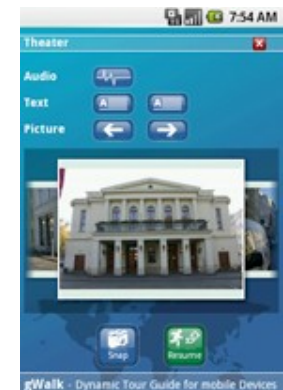 7:54 AM
Theater
Audio
Text
A A
Picture
Snap
Resume
gWalk - Dynamic Tour Guide for mobile Devices